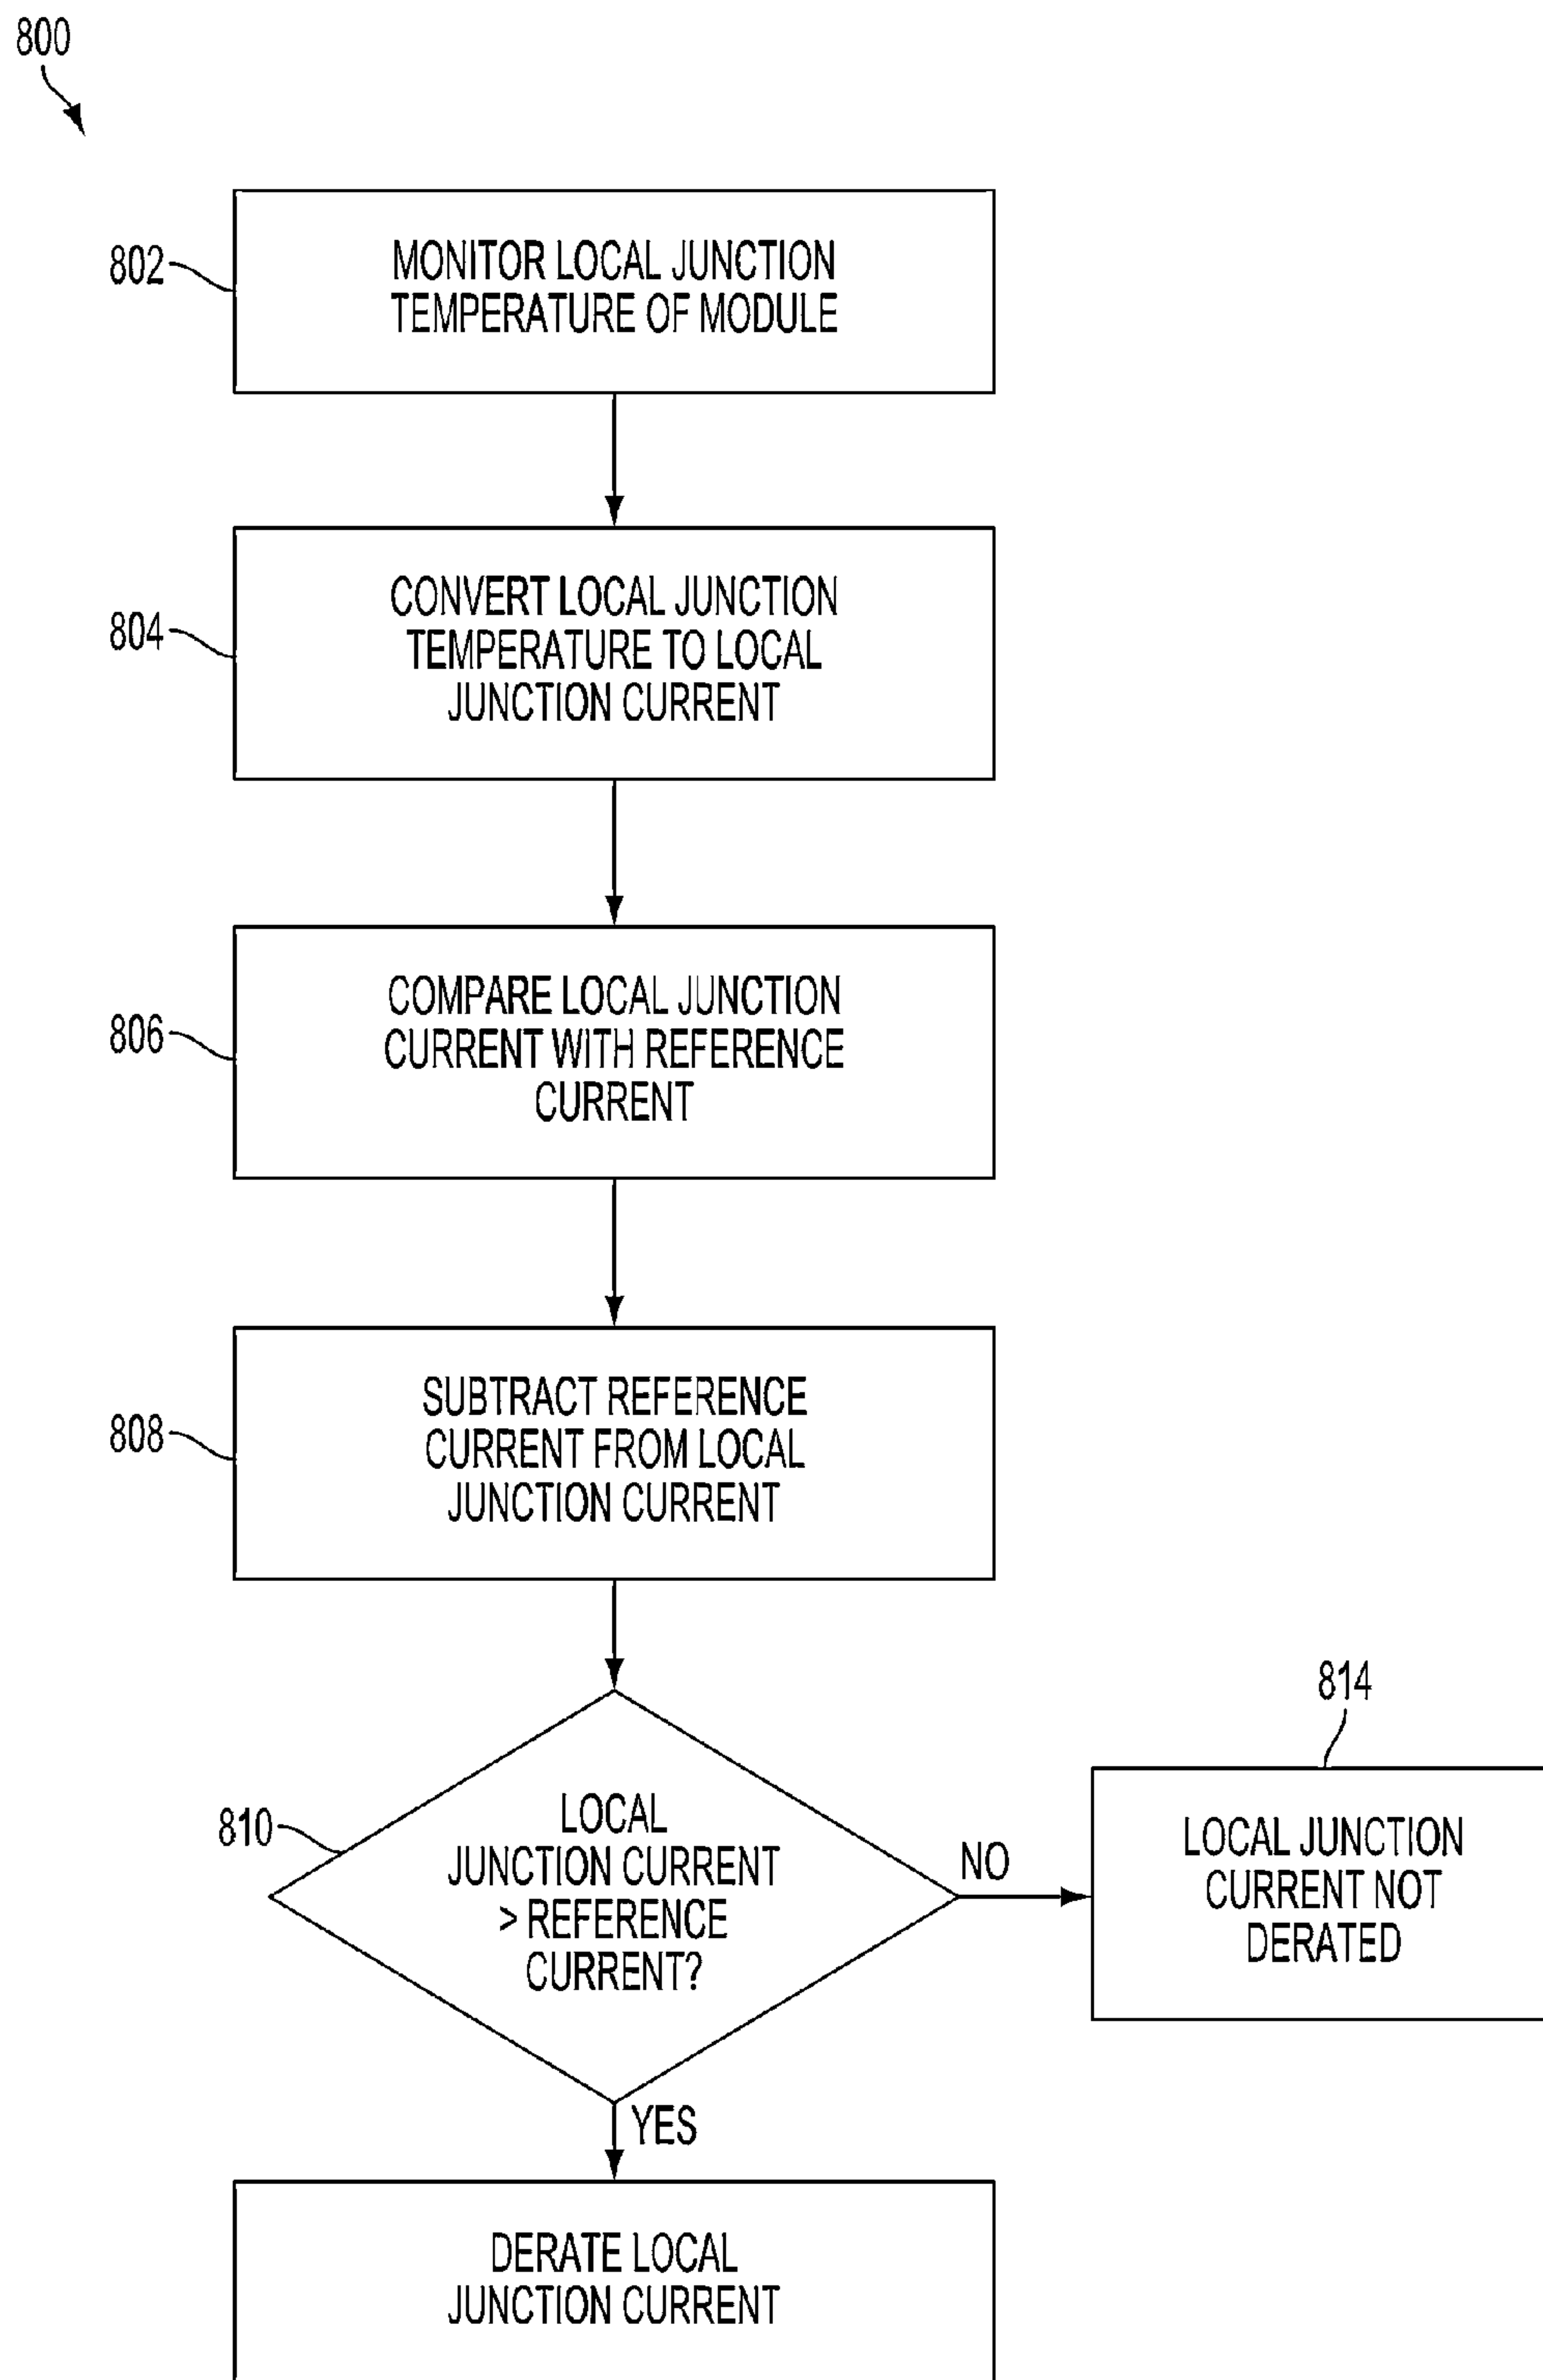 800
802
MONITOR LOCAL JUNCTION
TEMPERATURE OF MODULE
804
CONVERT LOCAL JUNCTION
TEMPERATURE TO LOCAL
JUNCTION CURRENT
806
COMPARE LOCAL JUNCTION
CURRENT WITH REFERENCE
CURRENT
808
SUBTRACT REFERENCE
CURRENT FROM LOCAL
JUNCTION CURRENT
810
LOCAL
JUNCTION CURRENT
> REFERENCE
CURRENT?
NO
814
LOCAL JUNCTION
CURRENT NOT
DERATED
YES
DERATE LOCAL
JUNCTION CURRENT